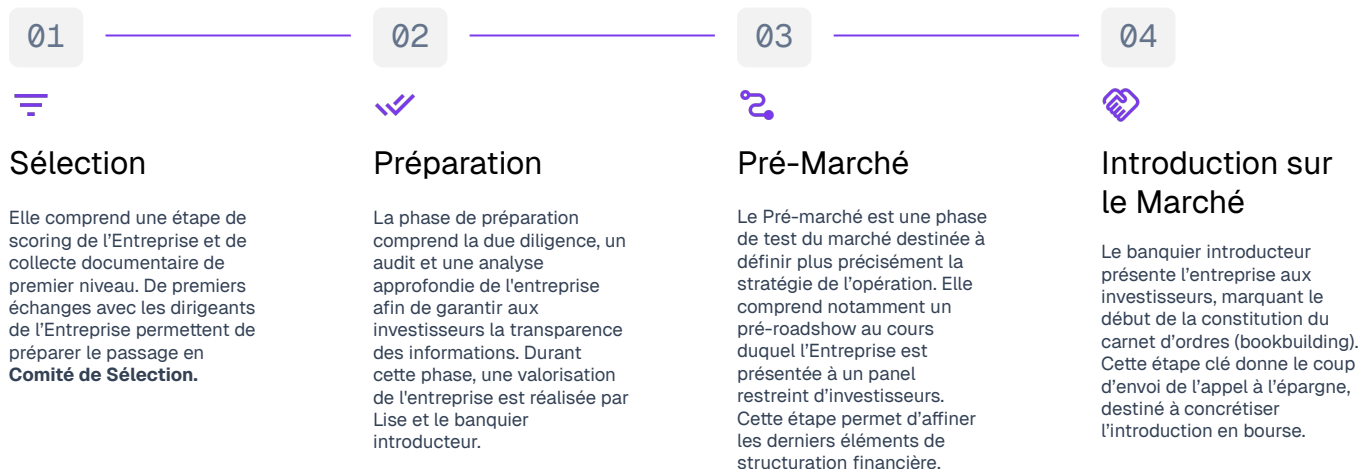 01
Sélection
Elle comprend une étape de
scoring de l’Entreprise et de
collecte documentaire de
premier niveau. De premiers
échanges avec les dirigeants
de l’Entreprise permettent de
préparer le passage en
Comité de Sélection.
02
Préparation
La phase de préparation
comprend la due diligence, un
audit et une analyse
approfondie de l'entreprise
afin de garantir aux
investisseurs la transparence
des informations. Durant
cette phase, une valorisation
de l'entreprise est réalisée par
Lise et le banquier
introducteur.
03
Pré-Marché
Le Pré-marché est une phase
de test du marché destinée à
définir plus précisément la
stratégie de l’opération. Elle
comprend notamment un
pré-roadshow au cours
duquel l’Entreprise est
présentée à un panel
restreint d’investisseurs.
Cette étape permet d’affiner
les derniers éléments de
structuration financière.
04
Introduction sur
le Marché
Le banquier introducteur
présente l’entreprise aux
investisseurs, marquant le
début de la constitution du
carnet d’ordres (bookbuilding).
Cette étape clé donne le coup
d’envoi de l’appel à l’épargne,
destiné à concrétiser
l’introduction en bourse.